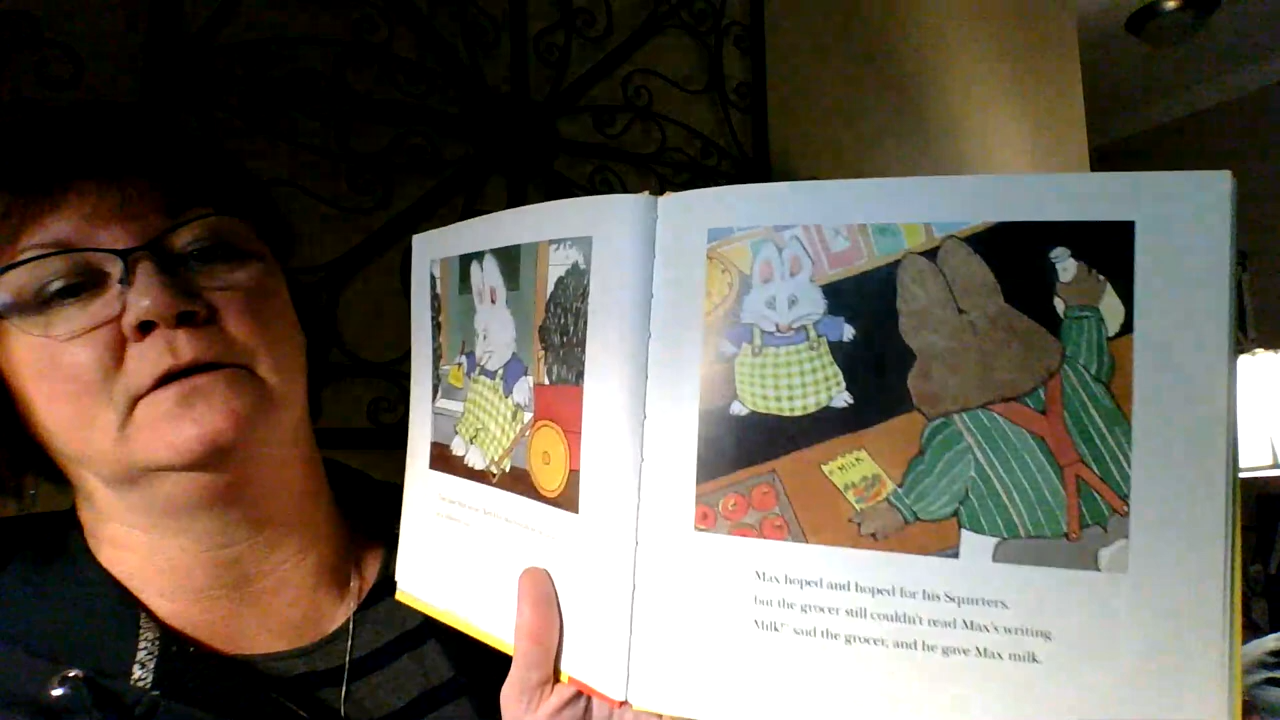 MILK
Max hoped and hoped for his Squirters,
but the grocer still couldn't read Max's writing.
Milk!" said the grocer, and he gave Max milk.